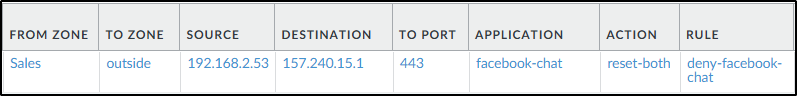 FROM ZONE TO ZONE SOURCE DESTINATION TO PORT APPLICATION ACTION RULE
Sales outside 192.168.2.53 157.240.15.1 443 facebook-chat reset-both deny-facebook-
chat